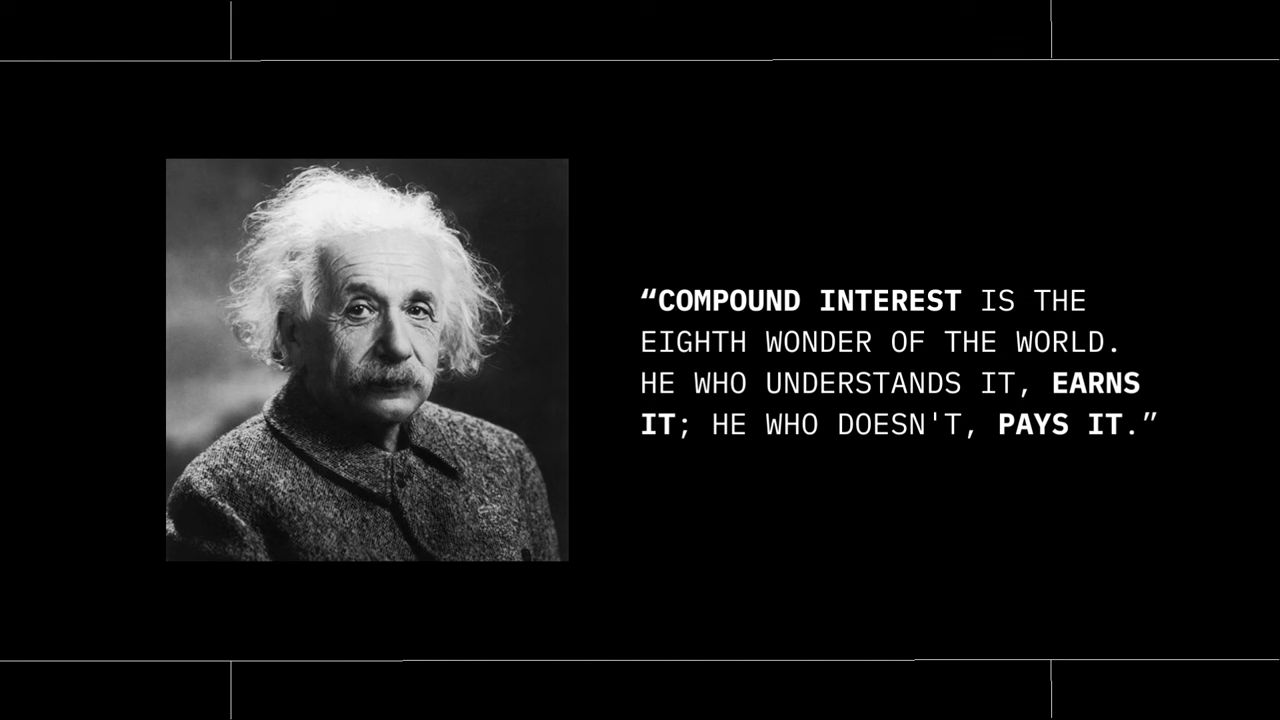 “COMPOUND INTEREST IS THE
EIGHTH WONDER OF THE WORLD.
HE WHO UNDERSTANDS IT, EARNS
IT; HE WHO DOESN'T, PAYS IT.”